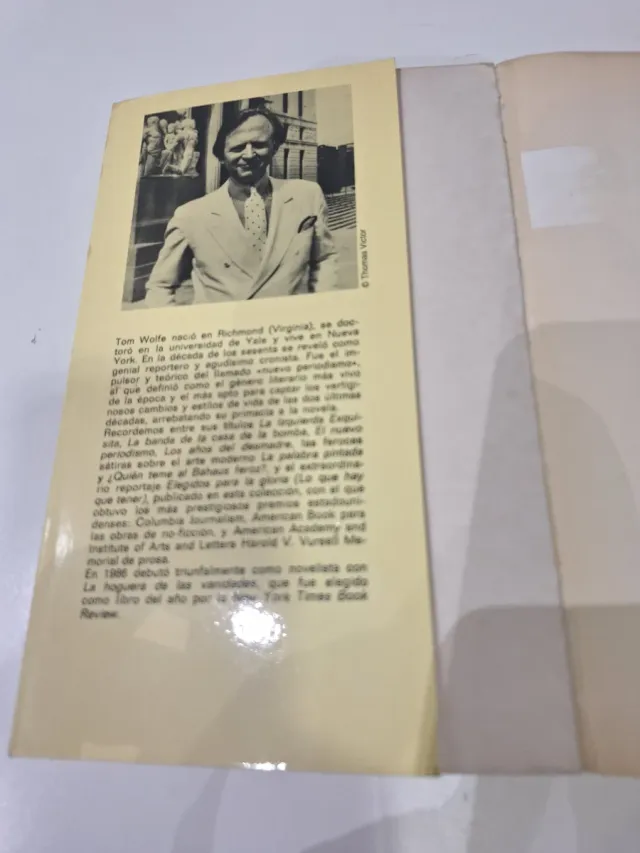 © Thomas Victor
Tom Wolfe nació en Richmond (Virginia), se doc-
toró en la universidad de Yale y vive en Nueva
York. En la década de los sesenta se reveló como
genial reportero y agudísimo cronista. Fue el im-
pulsor y teórico del llamado «nuevo periodismo»,
al que definió como el género literario más vivo
de la época y el más apto para captar los vertigi-
nosos cambios y estilos de vida de las dos últimas
décadas, arrebatando su primacía a la novela.
Recordemos entre sus títulos La Izquierda Exqui-
sita, La banda de la casa de la bomba, El nuevo
periodismo, Los años del desmadre, las feroces
sátiras sobre el arte moderno La palabra pintada
y ¿Quién teme al Bahaus feroz?, y el extraordina-
rio reportaje Elegidos para la gloria (Lo que hay
que tener), publicado en esta colección, con el que
obtuvo los más prestigiosos premios estadouni-
denses: Columbia Journalism, American Book para
las obras de no-ficción, y American Academy and
Institute of Arts and Letters Harold V. Vursell Me-
morial de prosa.
En 1986 debutó triunfalmente como novelista con
La hoguera de las vanidades, que fue elegido
como libro del año por la New York Times Book
Review.